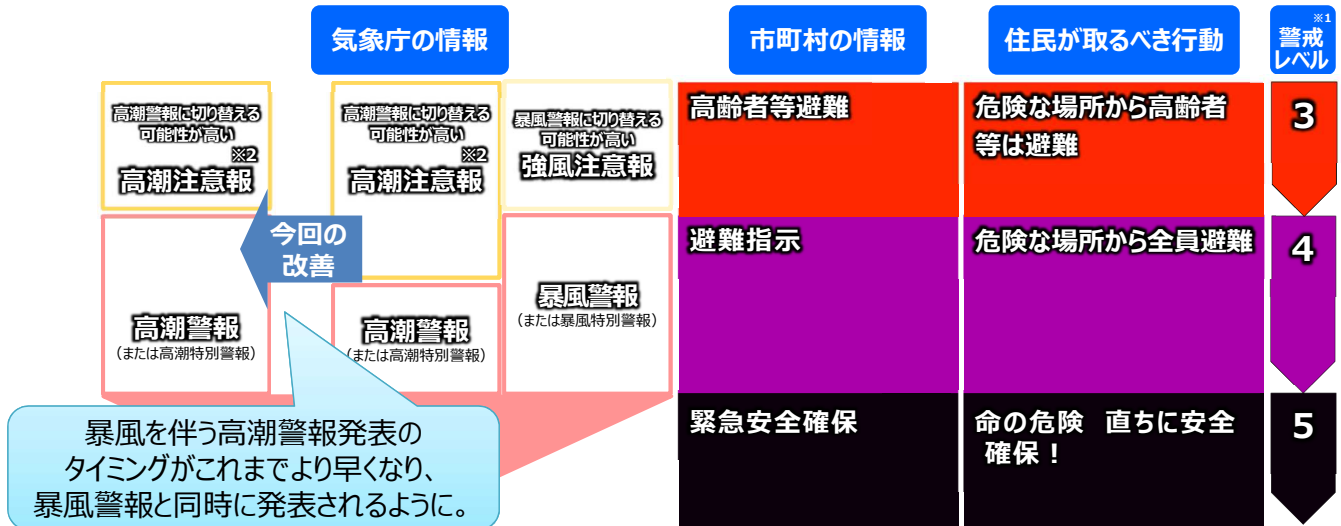 気象庁の情報
市町村の情報
住民が取るべき行動
※1
警戒
レベル
高潮警報に切り替える
可能性が高い
※2
高潮注意報
高潮警報に切り替える
可能性が高い
※2
高潮注意報
暴風警報に切り替える
可能性が高い
強風注意報
高齢者等避難
危険な場所から高齢者
等は避難
3
今回の
改善
高潮警報
(または高潮特別警報)
高潮警報
(または高潮特別警報)
暴風警報
(または暴風特別警報)
避難指示
危険な場所から全員避難
4
暴風を伴う高潮警報発表の
タイミングがこれまでより早くなり、
暴風警報と同時に発表されるように。
緊急安全確保
命の危険 直ちに安全
確保！
5